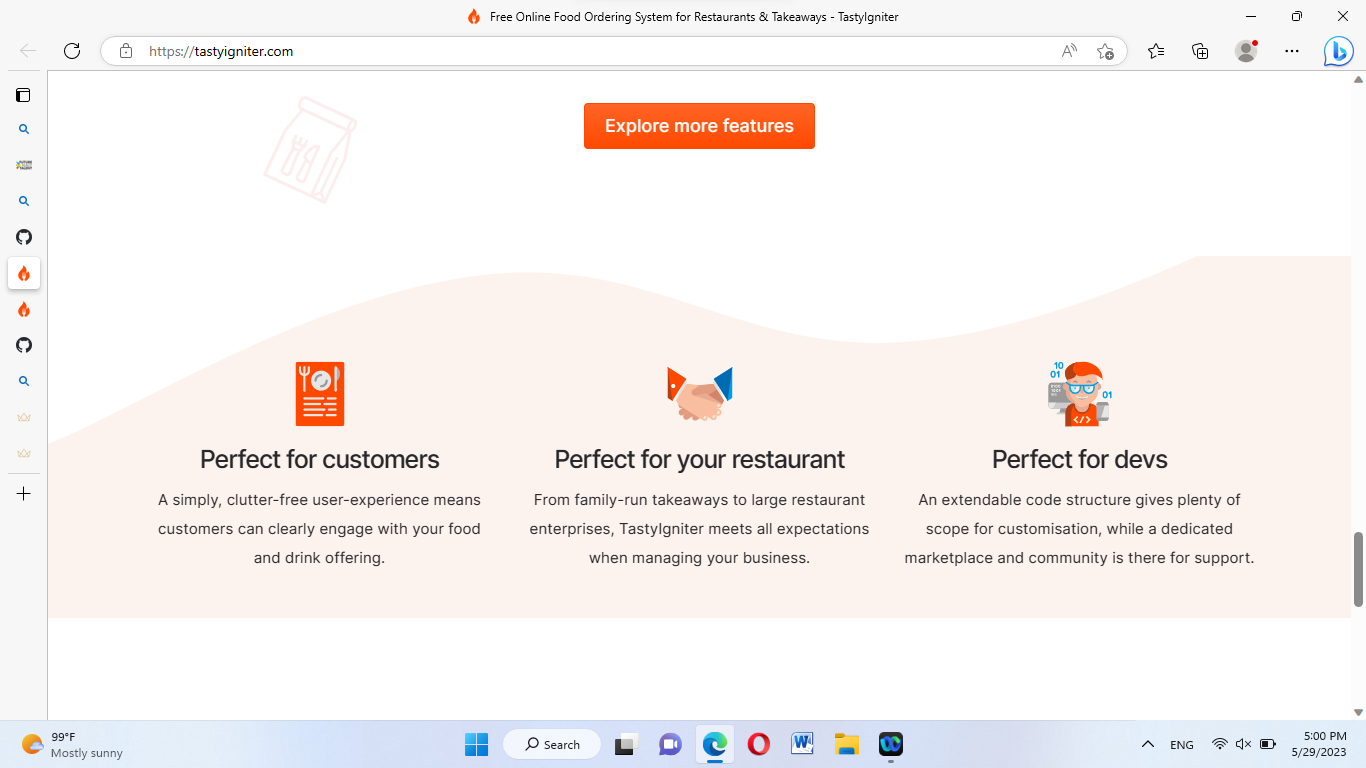 Free Online Food Ordering System for Restaurants & Takeaways - TastyIgniter
https://tastyigniter.com
Explore more features
10
01
01
Perfect for customers
A simply, clutter-free user-experience means
customers can clearly engage with your food
and drink offering.
Perfect for your restaurant
From family-run takeaways to large restaurant
enterprises, TastyIgniter meets all expectations
when managing your business.
Perfect for devs
An extendable code structure gives plenty of
scope for customisation, while a dedicated
marketplace and community is there for support.
99°F
Mostly sunny
Search
ENG
5:00 PM
5/29/2023